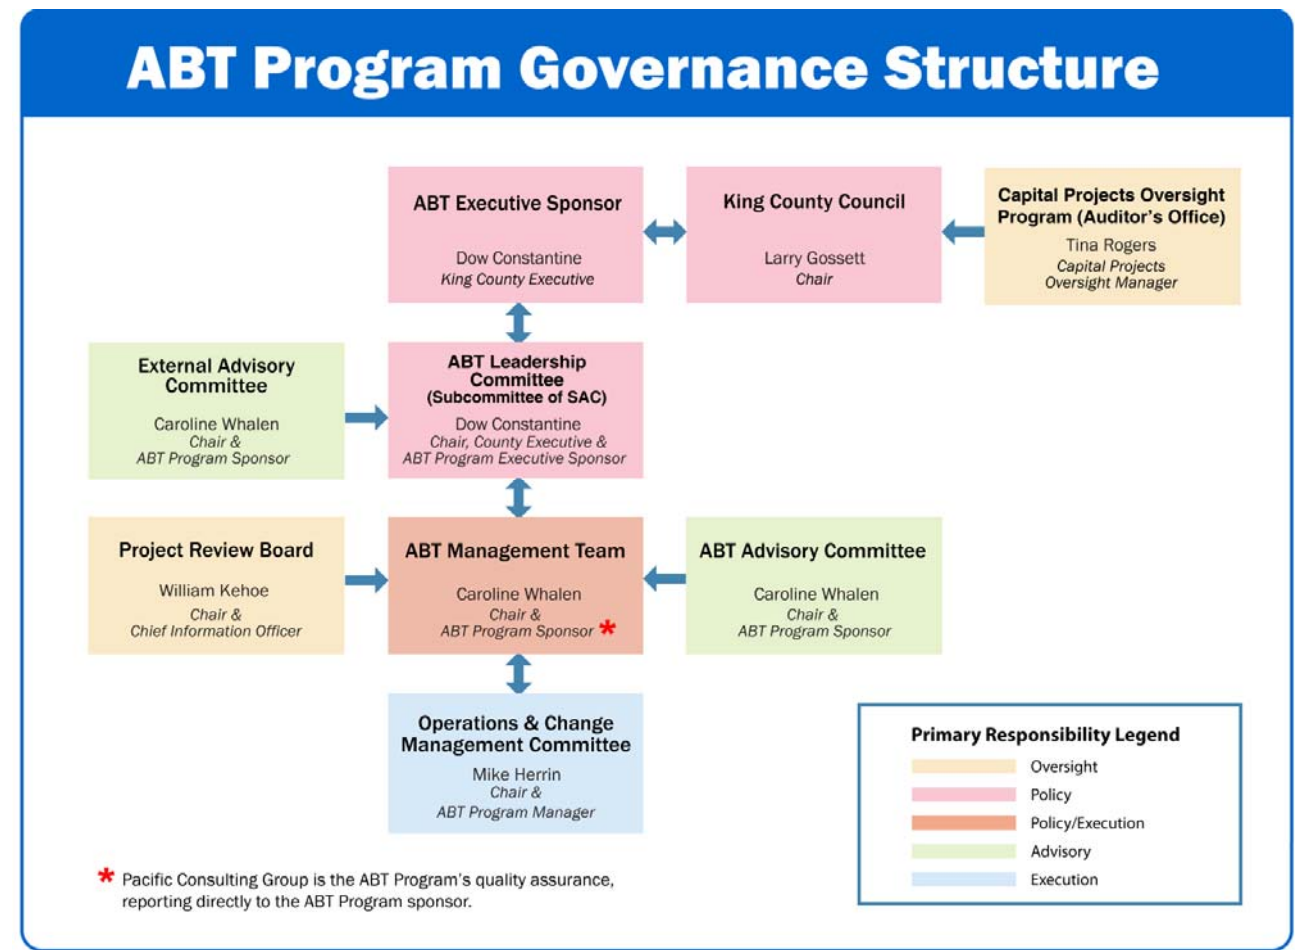 ABT Program Governance Structure
ABT Executive Sponsor
Dow Constantine
King County Executive
King County Council
Larry Gossett
Chair
Capital Projects Oversight
Program (Auditor's Office)
Tina Rogers
Capital Projects
Oversight Manager
External Advisory
Committee
Caroline Whalen
Chair &
ABT Program Sponsor
ABT Leadership
Committee
(Subcommittee of SAC)
Dow Constantine
Chair, County Executive &
ABT Program Executive Sponsor
Project Review Board
William Kehoe
Chair &
Chief Information Officer
ABT Management Team
Caroline Whalen
Chair &
ABT Program Sponsor *
ABT Advisory Committee
Caroline Whalen
Chair &
ABT Program Sponsor
Operations & Change
Management Committee
Mike Herrin
Chair &
ABT Program Manager
Primary Responsibility Legend
Oversight
Policy
Policy/Execution
Advisory
Execution
* Pacific Consulting Group is the ABT Program's quality assurance,
reporting directly to the ABT Program sponsor.